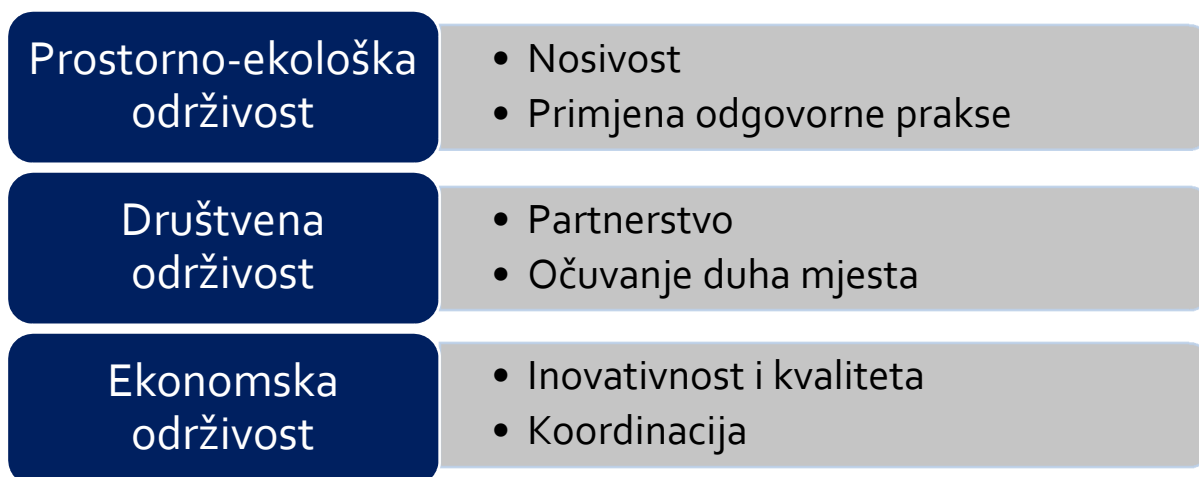 Prostorno-ekološka
održivost
• Nosivost
• Primjena odgovorne prakse
Društvena
održivost
• Partnerstvo
• Očuvanje duha mjesta
Ekonomska
održivost
• Inovativnost i kvaliteta
• Koordinacija